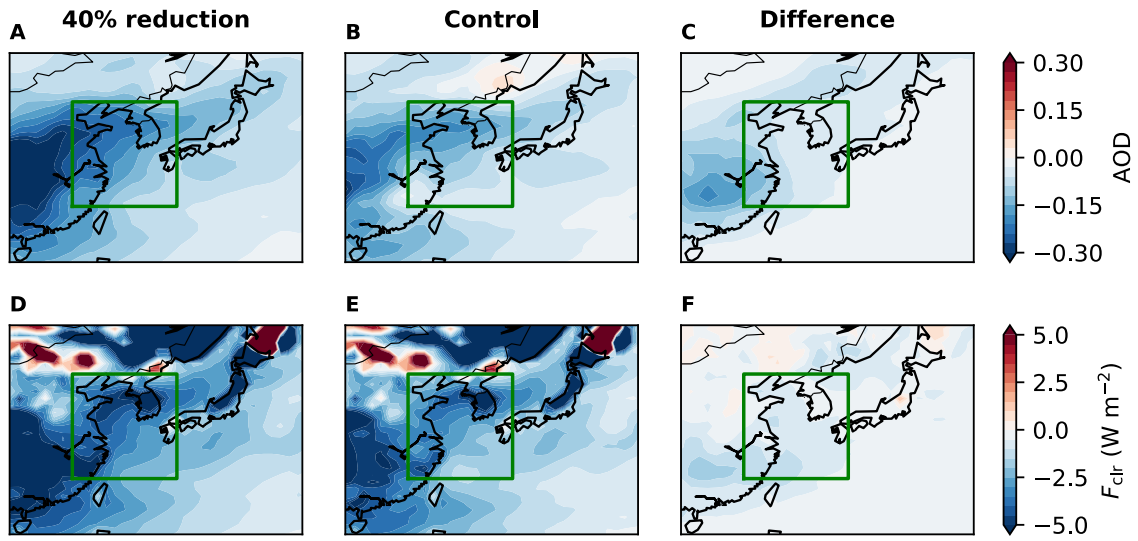 40% reduction
Control
Difference
A
B
C
0.30
0.15
0.00
−0.15
−0.30
AOD
D
E
F
5.0
2.5
0.0
−2.5
−5.0
F_clr (W m⁻²)